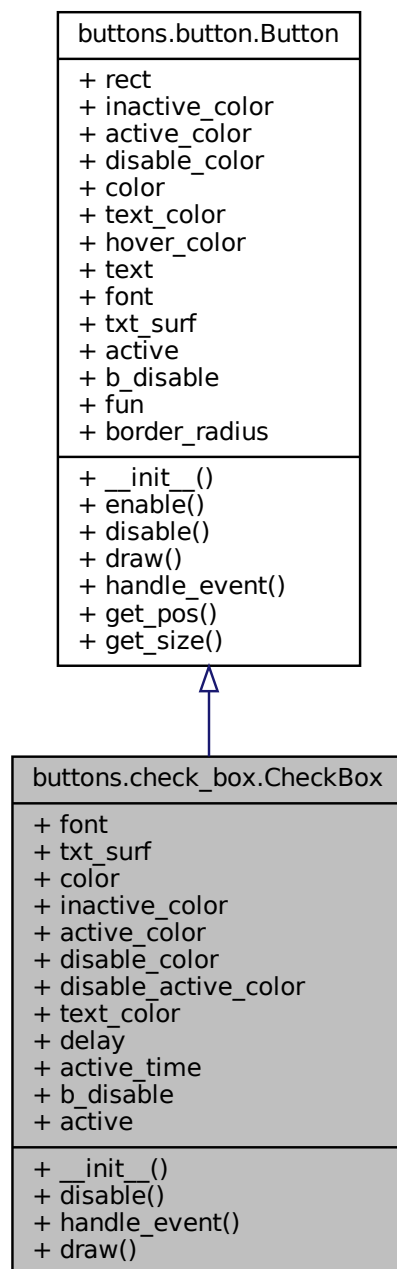 buttons.button.Button
+ rect
+ inactive_color
+ active_color
+ disable_color
+ color
+ text_color
+ hover_color
+ text
+ font
+ txt_surf
+ active
+ b_disable
+ fun
+ border_radius
+ __init__()
+ enable()
+ disable()
+ draw()
+ handle_event()
+ get_pos()
+ get_size()
buttons.check_box.CheckBox
+ font
+ txt_surf
+ color
+ inactive_color
+ active_color
+ disable_color
+ disable_active_color
+ text_color
+ delay
+ active_time
+ b_disable
+ active
+ __init__()
+ disable()
+ handle_event()
+ draw()